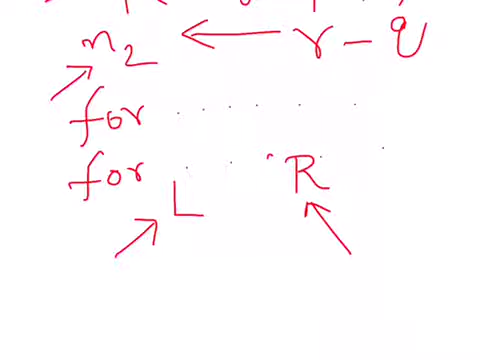 n₂ ← r - q
for . . . . . .
for . . . .
L R